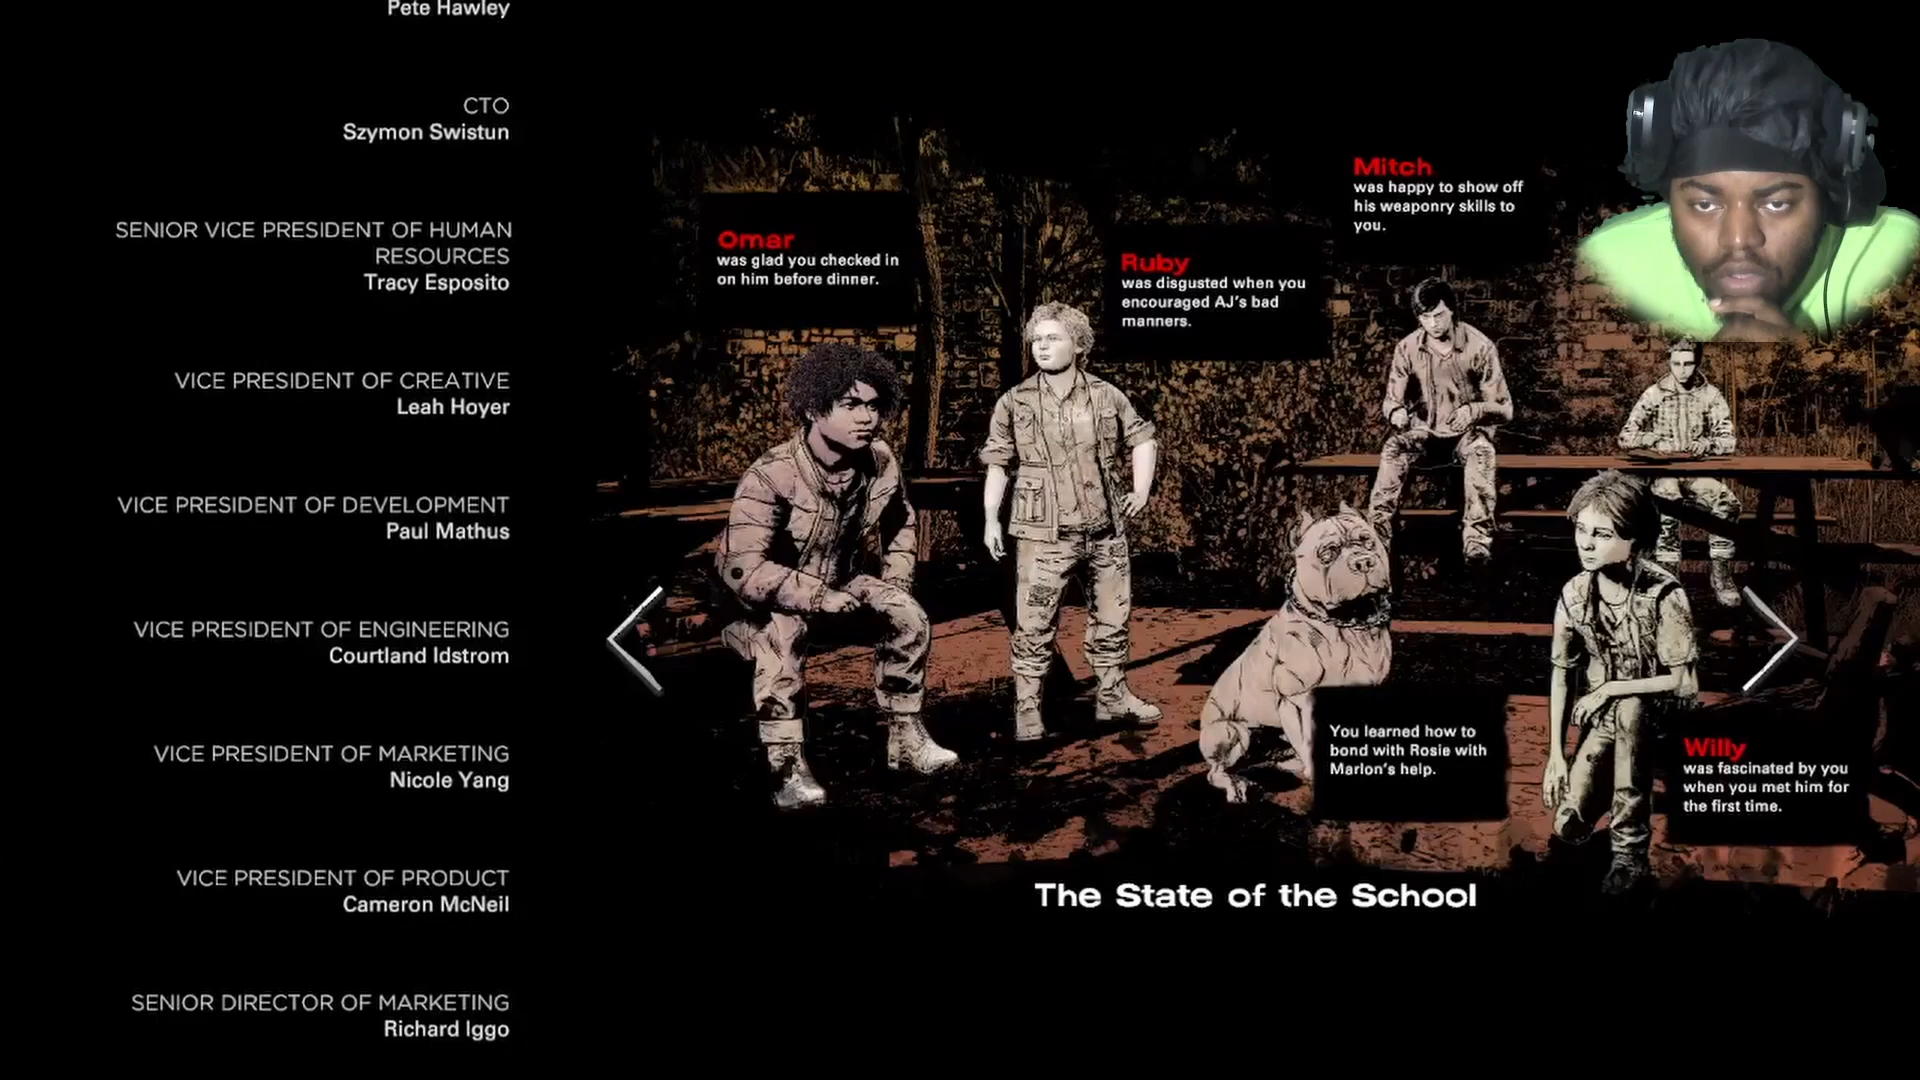 Pete Hawley
CTO
Szymon Swistun
SENIOR VICE PRESIDENT OF HUMAN
RESOURCES
Tracy Esposito
VICE PRESIDENT OF CREATIVE
Leah Hoyer
VICE PRESIDENT OF DEVELOPMENT
Paul Mathus
VICE PRESIDENT OF ENGINEERING
Courtland Idstrom
VICE PRESIDENT OF MARKETING
Nicole Yang
VICE PRESIDENT OF PRODUCT
Cameron McNeil
SENIOR DIRECTOR OF MARKETING
Richard Iggo
Omar
was glad you checked in
on him before dinner.
Ruby
was disgusted when you
encouraged AJ's bad
manners.
Mitch
was happy to show off
his weaponry skills to
you.
You learned how to
bond with Rosie with
Marlon's help.
Willy
was fascinated by you
when you met him for
the first time.
The State of the School